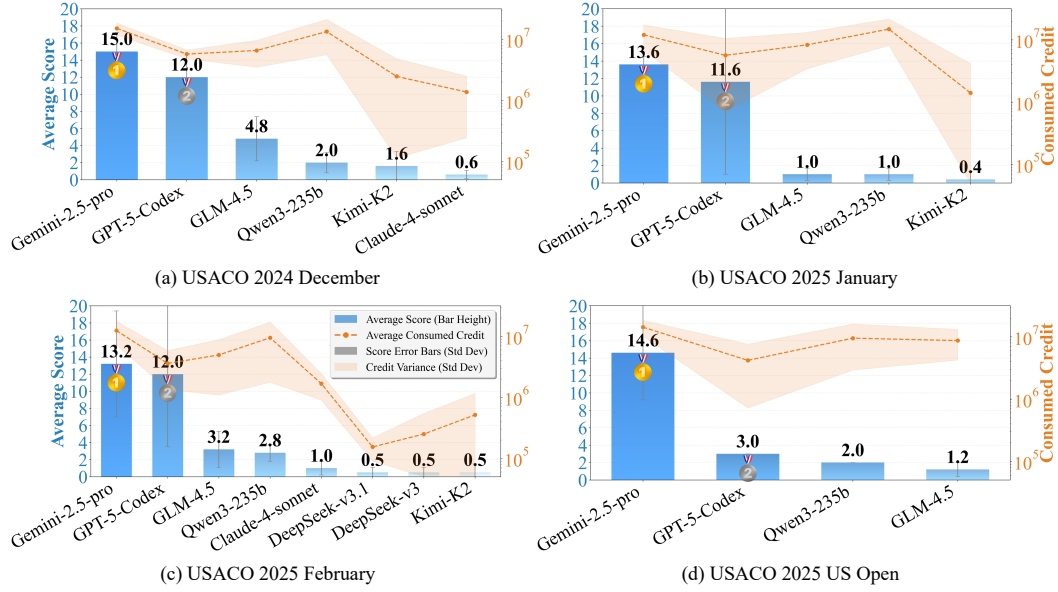 20
18
16
14
12
10
8
6
4
2
0
Average Score
15.0
12.0
4.8
2.0
1.6
0.6
1
2
10^7
10^6
10^5
Gemini-2.5-pro
GPT-5-Codex
GLM-4.5
Qwen3-235b
Kimi-K2
Claude-4-sonnet
(a) USACO 2024 December
20
18
16
14
12
10
8
6
4
2
0
13.6
11.6
1.0
1.0
0.4
1
2
10^7
10^6
10^5
Consumed Credit
Gemini-2.5-pro
GPT-5-Codex
GLM-4.5
Qwen3-235b
Kimi-K2
(b) USACO 2025 January
20
18
16
14
12
10
8
6
4
2
0
Average Score
Average Score (Bar Height)
Average Consumed Credit
Score Error Bars (Std Dev)
Credit Variance (Std Dev)
13.2
12.0
3.2
2.8
1.0
0.5
0.5
0.5
1
2
10^7
10^6
10^5
Gemini-2.5-pro
GPT-5-Codex
GLM-4.5
Qwen3-235b
Claude-4-sonnet
DeepSeek-v3.1
DeepSeek-v3
Kimi-K2
(c) USACO 2025 February
20
18
16
14
12
10
8
6
4
2
0
14.6
3.0
2.0
1.2
1
2
10^7
10^6
10^5
Consumed Credit
Gemini-2.5-pro
GPT-5-Codex
Qwen3-235b
GLM-4.5
(d) USACO 2025 US Open